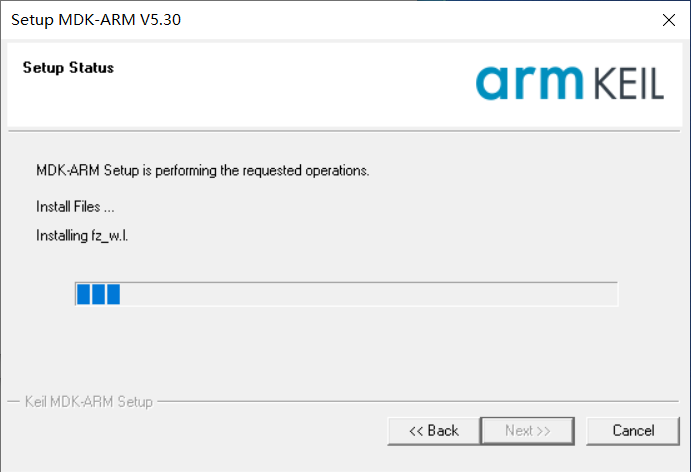 Setup MDK-ARM V5.30
Setup Status
arm KEIL
MDK-ARM Setup is performing the requested operations.
Install Files ...
Installing fz_w.l.
Keil MDK-ARM Setup
<< Back
Next >>
Cancel